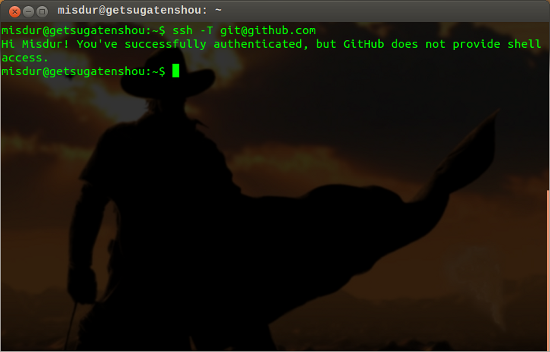 misdur@getsugatenshou: ~
misdur@getsugatenshou:~$ ssh -T git@github.com
Hi Misdur! You've successfully authenticated, but GitHub does not provide shell
access.
misdur@getsugatenshou:~$